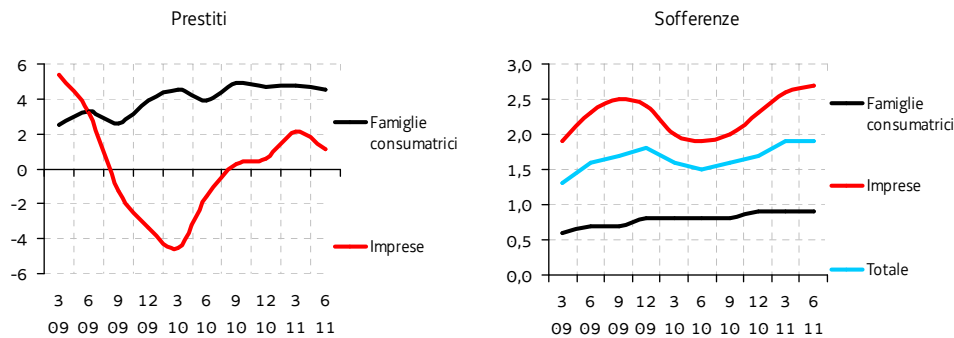 Prestiti
6
4
2
0
-2
-4
-6
3 6 9 12 3 6 9 12 3 6
09 09 09 09 10 10 10 10 11 11
Famiglie
consumatrici
Imprese
Sofferenze
3,0
2,5
2,0
1,5
1,0
0,5
0,0
3 6 9 12 3 6 9 12 3 6
09 09 09 09 10 10 10 10 11 11
Famiglie
consumatrici
Imprese
Totale